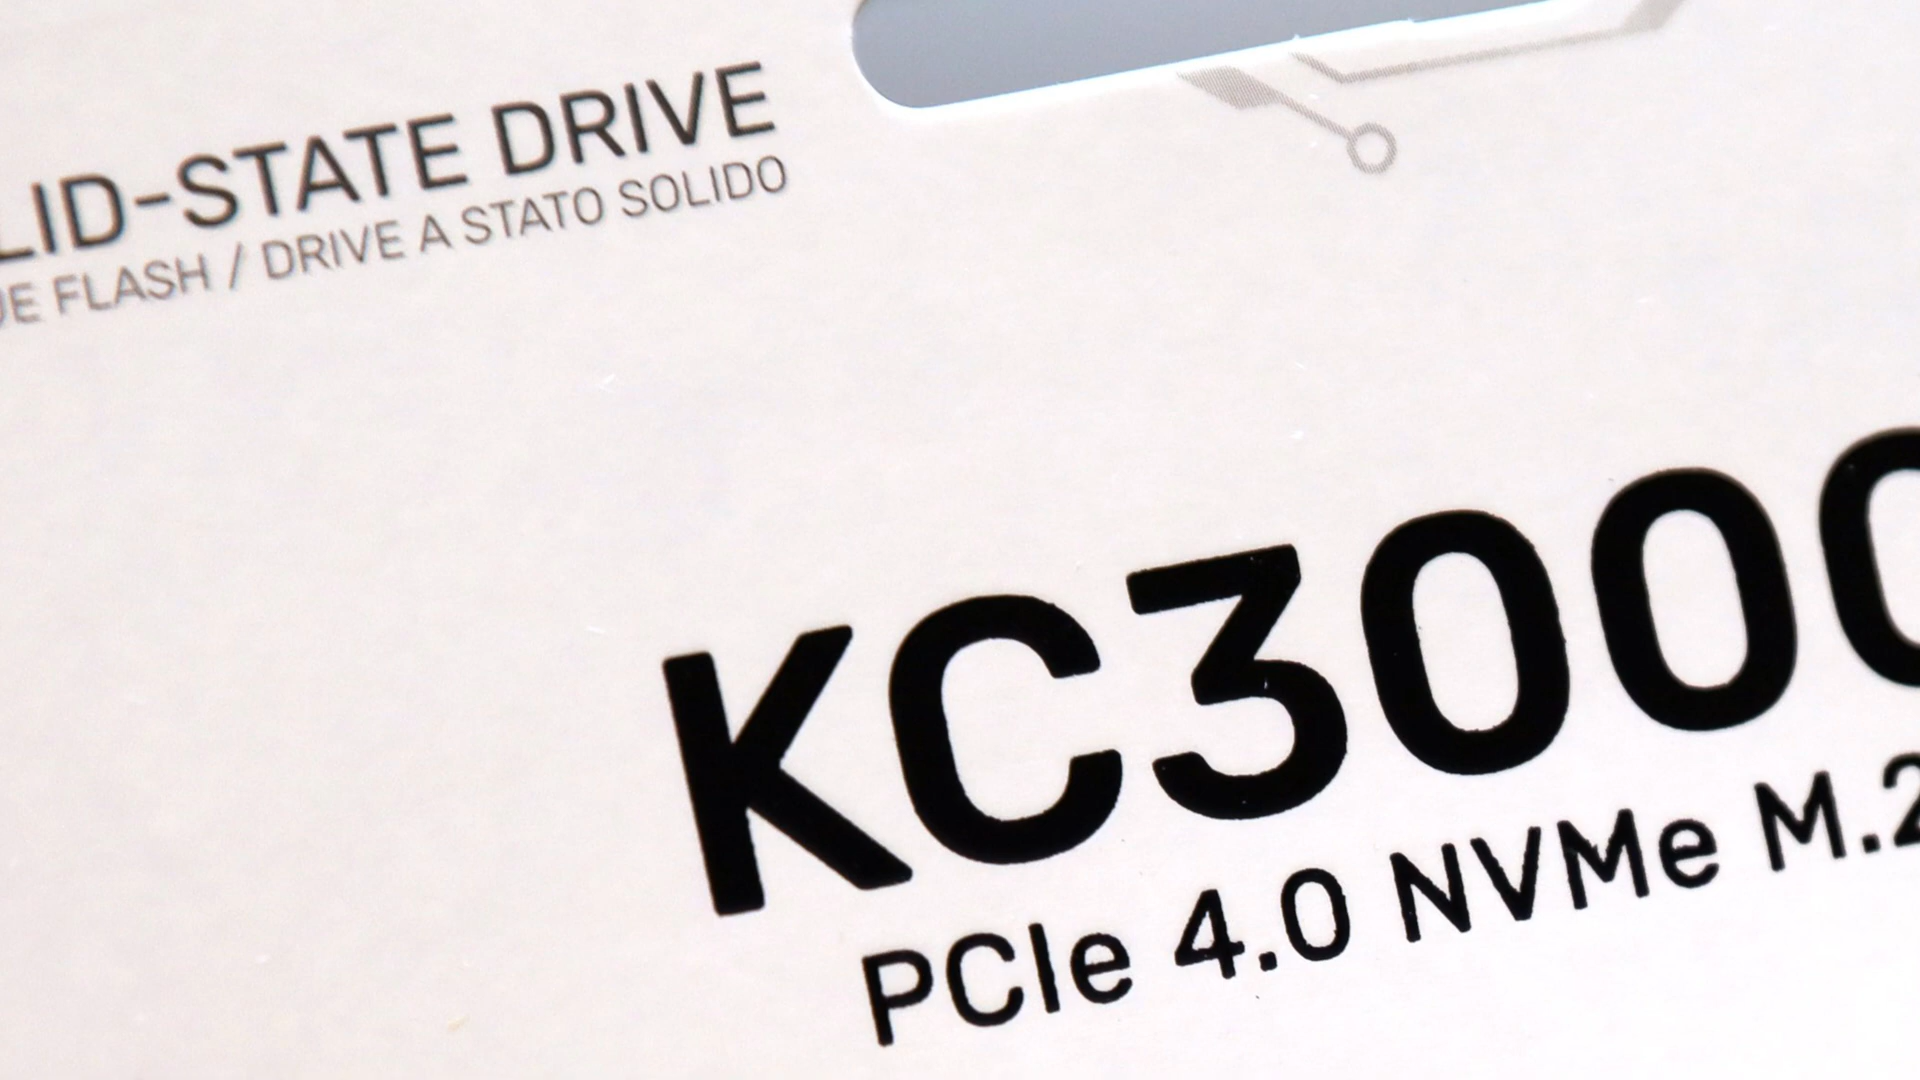 LID-STATE DRIVE
DE FLASH / DRIVE A STATO SOLIDO
KC3000
PCIe 4.0 NVMe M.2